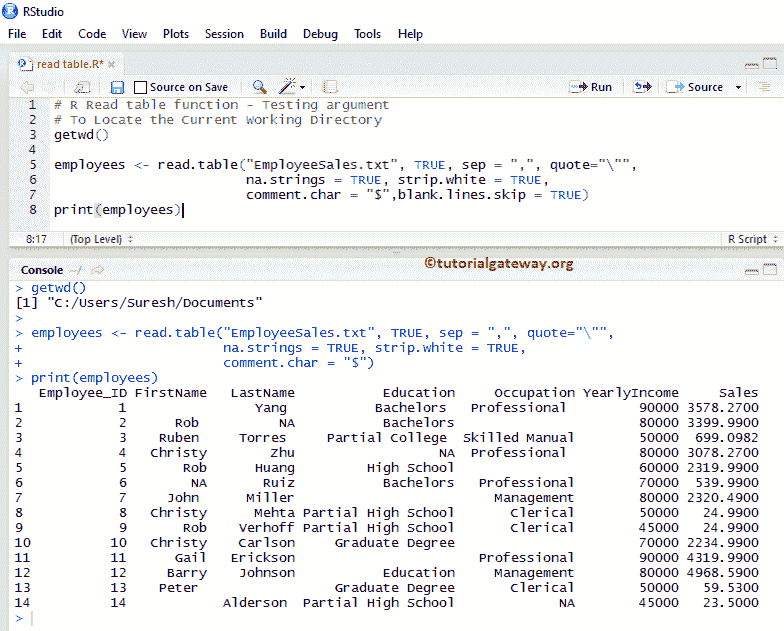 RStudio
File Edit Code View Plots Session Build Debug Tools Help
read table.R* ×
Source on Save Run Source
1 # R Read table function - Testing argument
2 # To Locate the Current Working Directory
3 getwd()
4
5 employees <- read.table("EmployeeSales.txt", TRUE, sep = ",", quote="\"",
6 na.strings = TRUE, strip.white = TRUE,
7 comment.char = "$",blank.lines.skip = TRUE)
8 print(employees)
8:17 (Top Level) R Script
©tutorialgateway.org
Console ~/
> getwd()
[1] "C:/Users/Suresh/Documents"
>
> employees <- read.table("EmployeeSales.txt", TRUE, sep = ",", quote="\"",
+ na.strings = TRUE, strip.white = TRUE,
+ comment.char = "$")
> print(employees)
Employee_ID FirstName LastName Education Occupation YearlyIncome Sales
1 1 Yang Bachelors Professional 90000 3578.2700
2 2 Rob NA Bachelors 80000 3399.9900
3 3 Ruben Torres Partial College Skilled Manual 50000 699.0982
4 4 Christy Zhu NA Professional 80000 3078.2700
5 5 Rob Huang High School 60000 2319.9900
6 6 NA Ruiz Bachelors Professional 70000 539.9900
7 7 John Miller Management 80000 2320.4900
8 8 Christy Mehta Partial High School Clerical 50000 24.9900
9 9 Rob Verhoff Partial High School Clerical 45000 24.9900
10 10 Christy Carlson Graduate Degree 70000 2234.9900
11 11 Gail Erickson Professional 90000 4319.9900
12 12 Barry Johnson Education Management 80000 4968.5900
13 13 Peter Graduate Degree Clerical 50000 59.5300
14 14 Alderson Partial High School NA 45000 23.5000
>